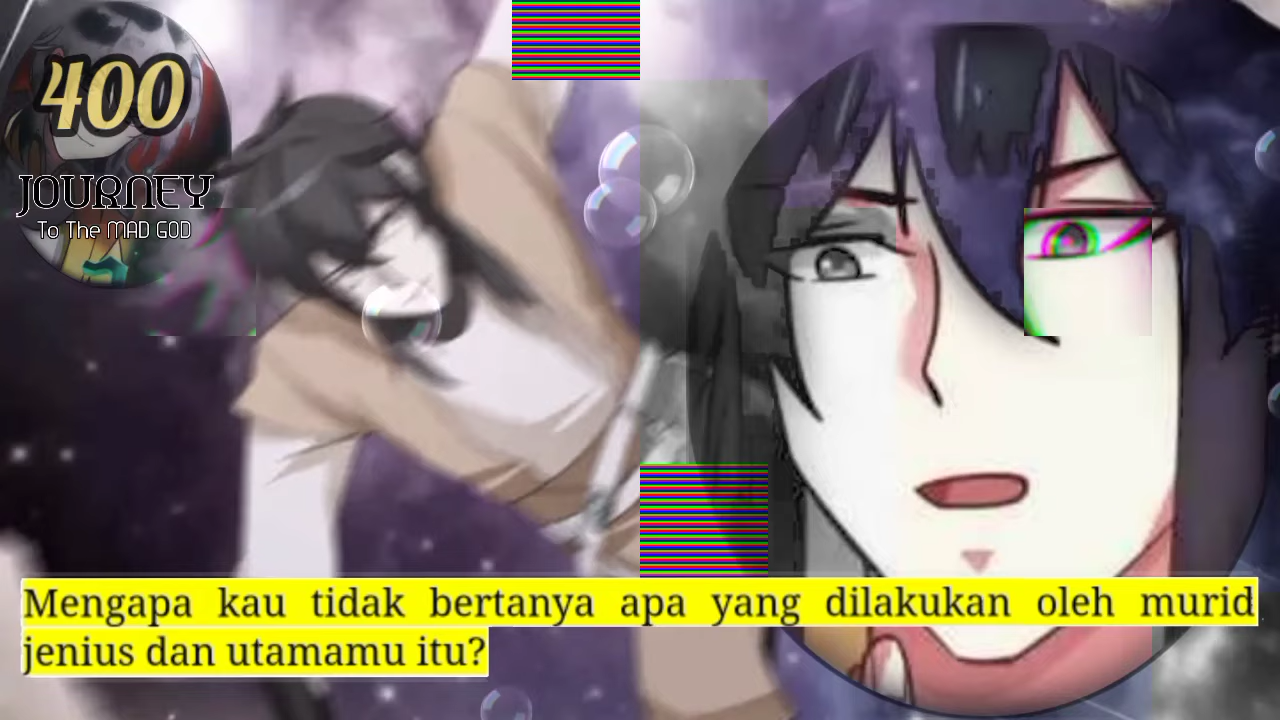 400
JOURNEY
To The MAD GOD
Mengapa kau tidak bertanya apa yang dilakukan oleh murid
jenius dan utamamu itu?